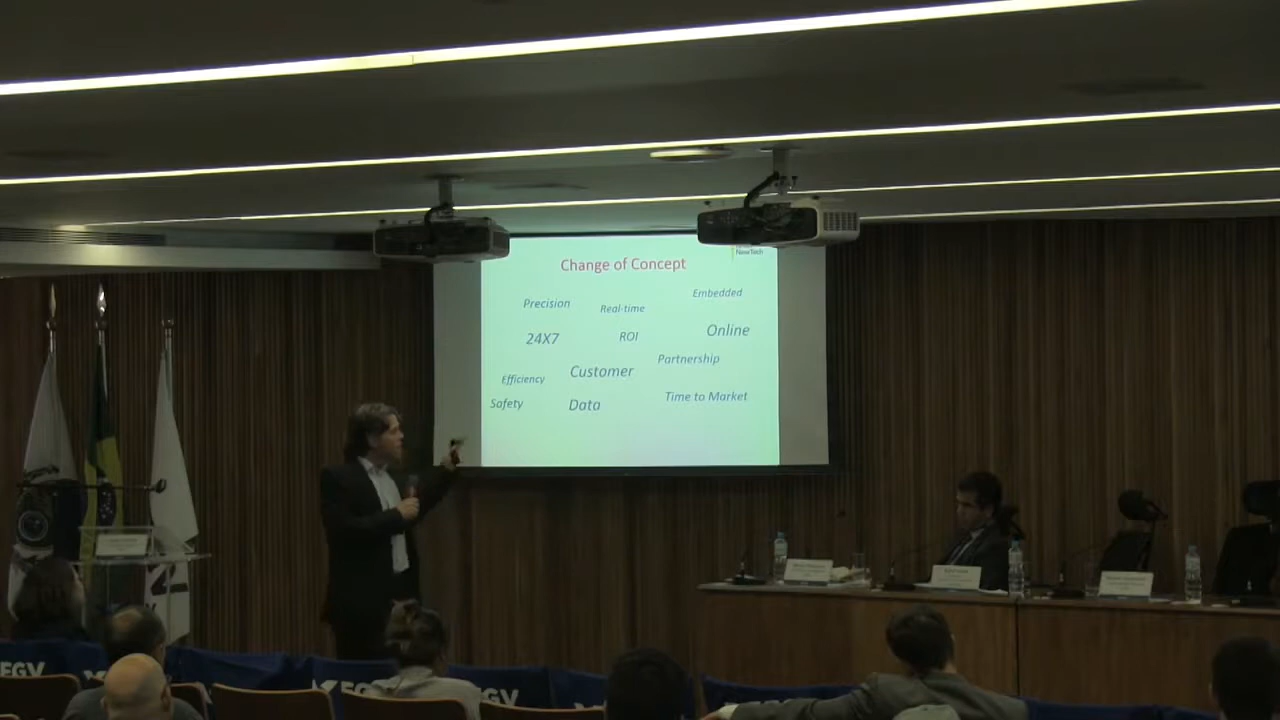 NewTech
Change of Concept
Embedded
Precision
Real-time
Online
24X7
ROI
Partnership
Customer
Efficiency
Time to Market
Safety
Data
FGV
FGV